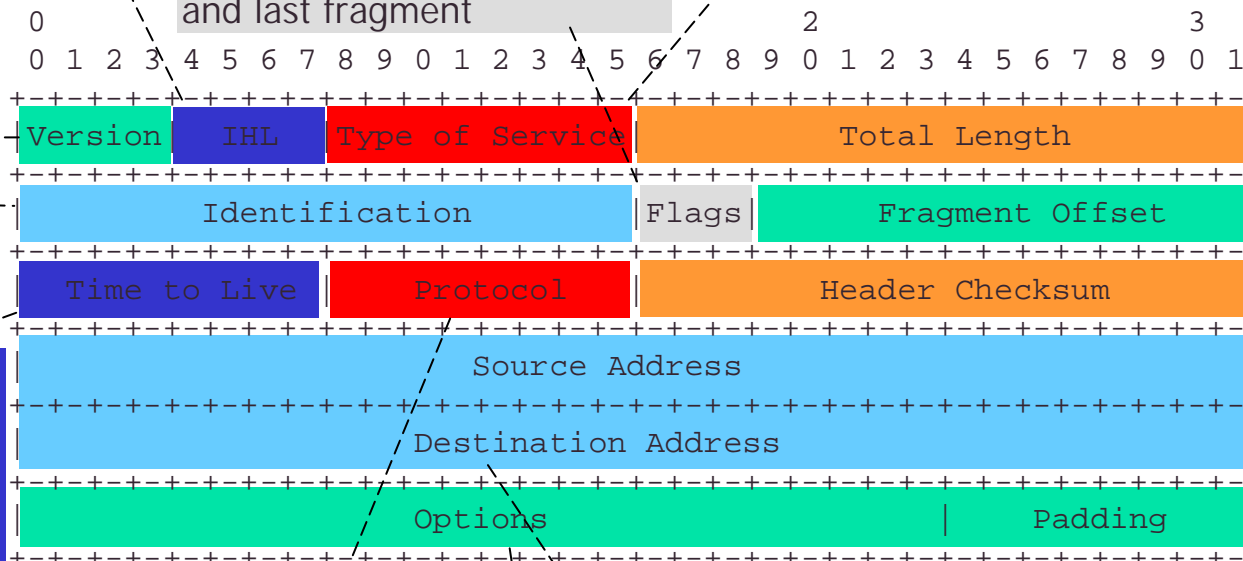 and last fragment
0 2 3
0 1 2 3 4 5 6 7 8 9 0 1 2 3 4 5 6 7 8 9 0 1 2 3 4 5 6 7 8 9 0 1
+-+-+-+-+-+-+-+-+-+-+-+-+-+-+-+-+-+-+-+-+-+-+-+-+-+-+-+-+-+-+-+-
|Version| IHL |Type of Service| Total Length
+-+-+-+-+-+-+-+-+-+-+-+-+-+-+-+-+-+-+-+-+-+-+-+-+-+-+-+-+-+-+-+-
| Identification |Flags| Fragment Offset
+-+-+-+-+-+-+-+-+-+-+-+-+-+-+-+-+-+-+-+-+-+-+-+-+-+-+-+-+-+-+-+-
| Time to Live | Protocol | Header Checksum
+-+-+-+-+-+-+-+-+-+-+-+-+-+-+-+-+-+-+-+-+-+-+-+-+-+-+-+-+-+-+-+-
| Source Address
+-+-+-+-+-+-+-+-+-+-+-+-+-+-+-+-+-+-+-+-+-+-+-+-+-+-+-+-+-+-+-+-
| Destination Address
+-+-+-+-+-+-+-+-+-+-+-+-+-+-+-+-+-+-+-+-+-+-+-+-+-+-+-+-+-+-+-+-
| Options | Padding
+-+-+-+-+-+-+-+-+-+-+-+-+-+-+-+-+-+-+-+-+-+-+-+-+-+-+-+-+-+-+-+-